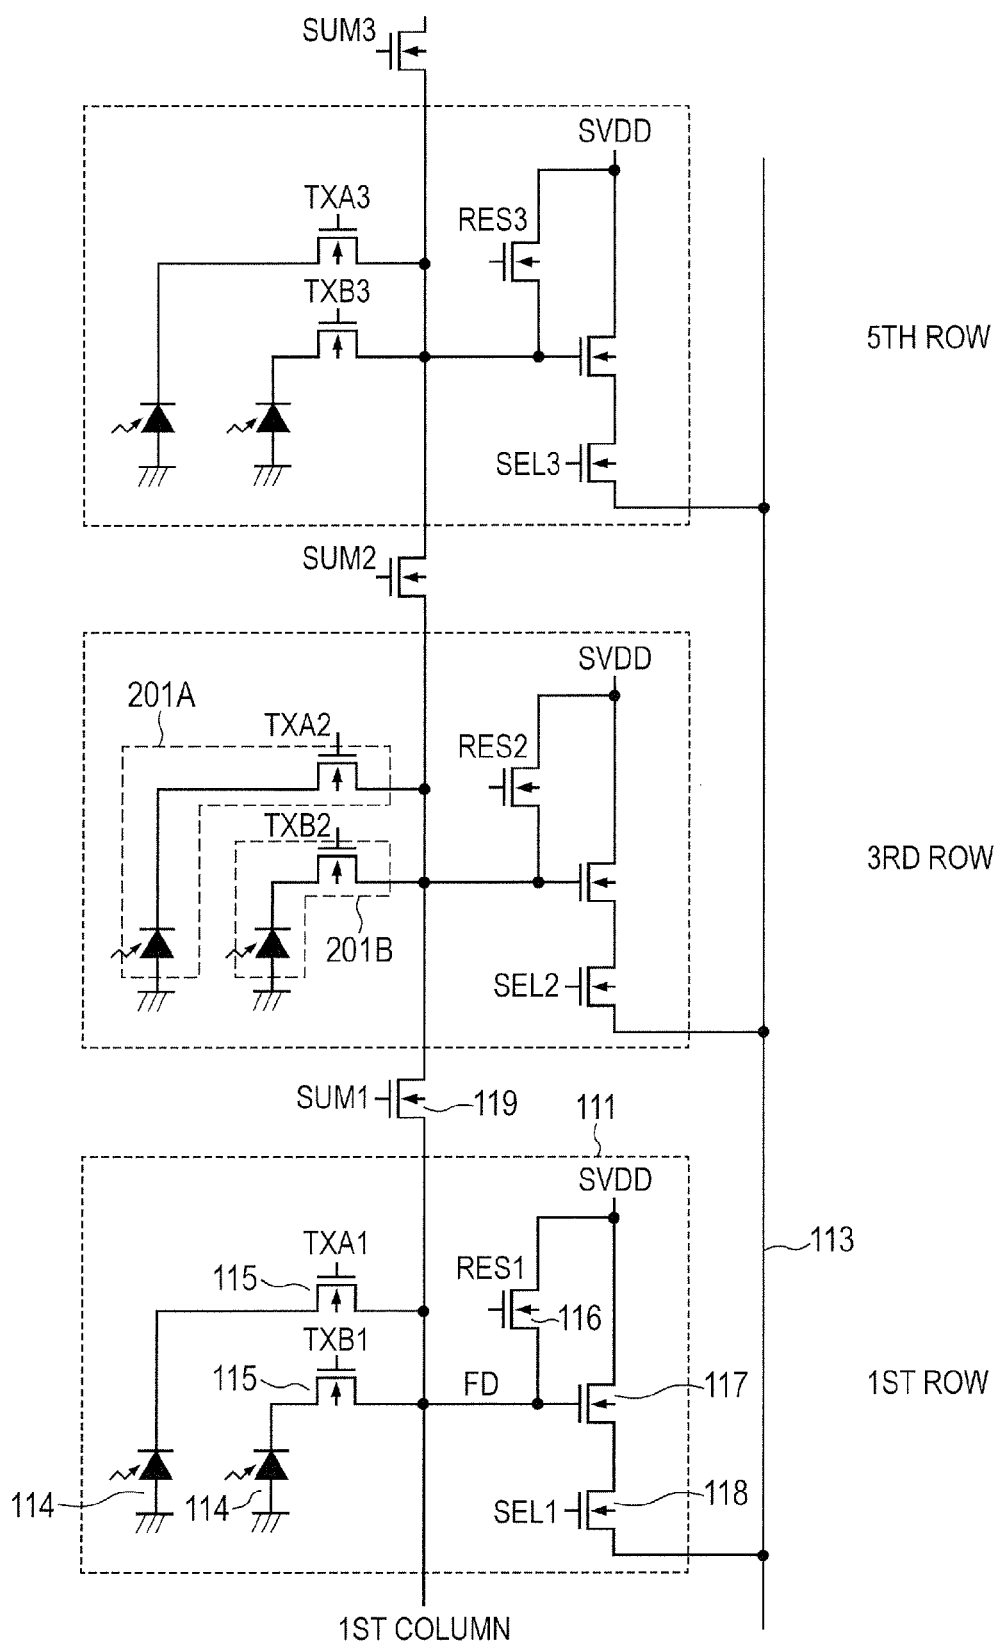 SUM3
SVDD
TXA3
RES3
TXB3
5TH ROW
SEL3
SUM2
SVDD
201A
TXA2
RES2
TXB2
3RD ROW
201B
SEL2
SUM1
119
111
SVDD
113
TXA1
115
RES1
116
TXB1
115
FD
117
1ST ROW
114
114
SEL1
118
1ST COLUMN